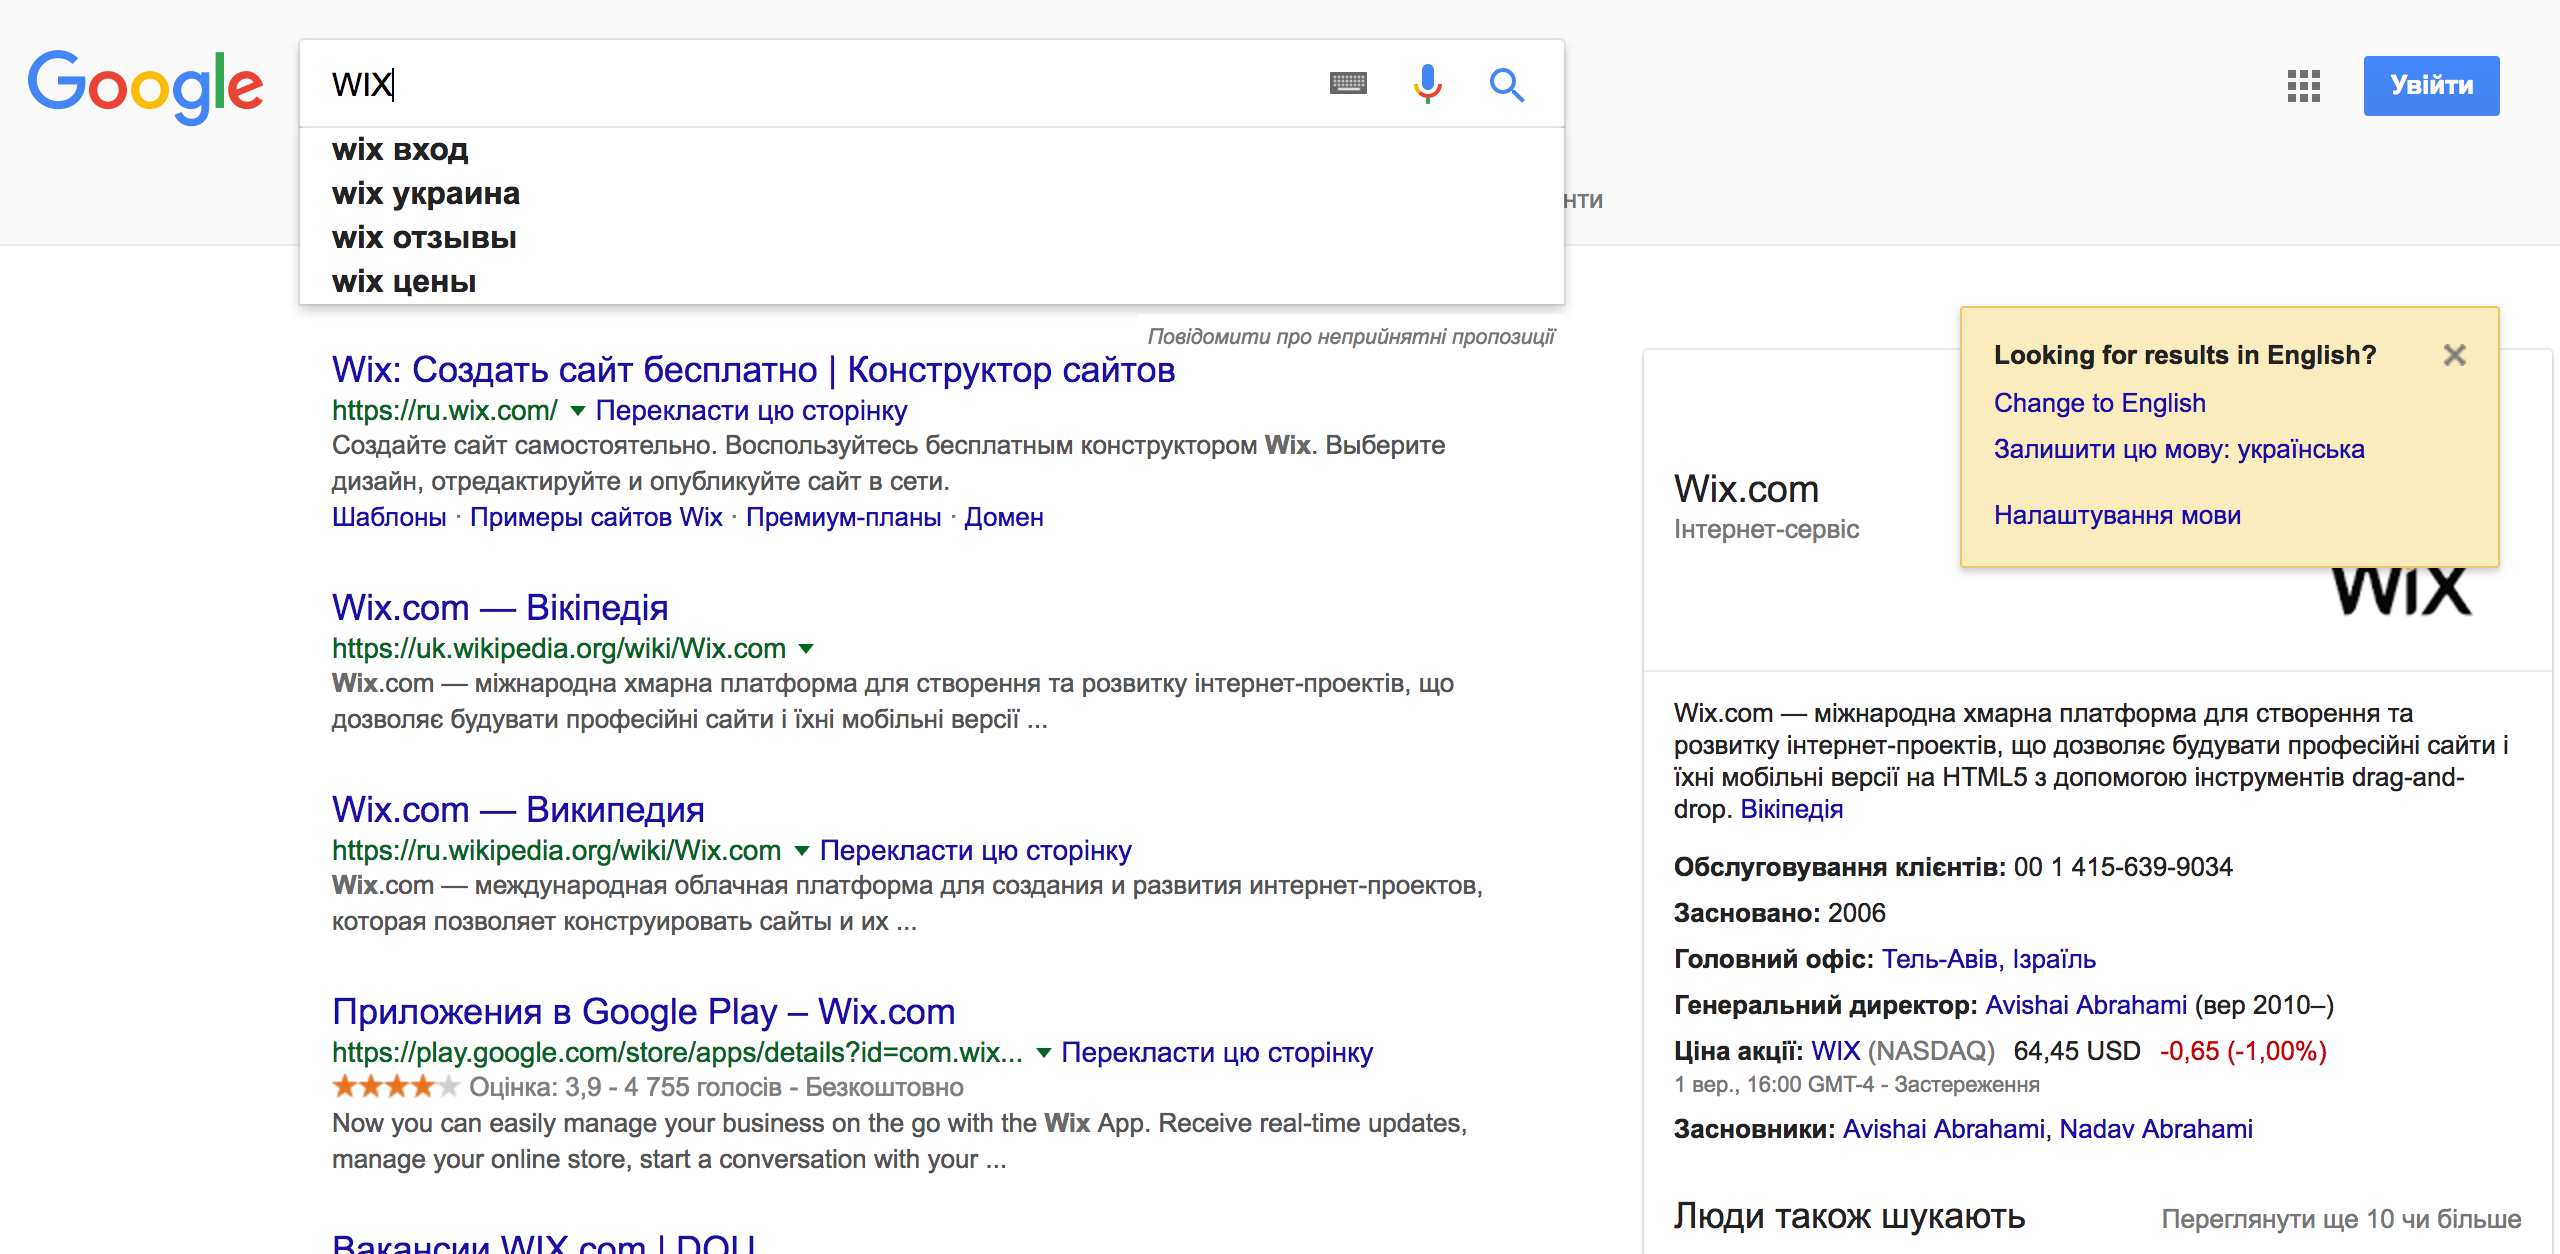 Google
WIX
Увійти
wix вход
wix украина
wix отзывы
wix цены
нти
Повідомити про неприйнятні пропозиції
Wix: Создать сайт бесплатно | Конструктор сайтов
https://ru.wix.com/ Перекласти цю сторінку
Создайте сайт самостоятельно. Воспользуйтесь бесплатным конструктором Wix. Выберите
дизайн, отредактируйте и опубликуйте сайт в сети.
Шаблоны · Примеры сайтов Wix · Премиум-планы · Домен
Wix.com — Вікіпедія
https://uk.wikipedia.org/wiki/Wix.com
Wix.com — міжнародна хмарна платформа для створення та розвитку інтернет-проектів, що
дозволяє будувати професійні сайти і їхні мобільні версії ...
Wix.com — Википедия
https://ru.wikipedia.org/wiki/Wix.com Перекласти цю сторінку
Wix.com — международная облачная платформа для создания и развития интернет-проектов,
которая позволяет конструировать сайты и их ...
Приложения в Google Play – Wix.com
https://play.google.com/store/apps/details?id=com.wix... Перекласти цю сторінку
Оцінка: 3,9 - 4 755 голосів - Безкоштовно
Now you can easily manage your business on the go with the Wix App. Receive real-time updates,
manage your online store, start a conversation with your ...
Вакансии WIX.com | DOU
Looking for results in English?
Change to English
Залишити цю мову: українська
Налаштування мови
Wix.com
Інтернет-сервіс
WiX
Wix.com — міжнародна хмарна платформа для створення та
розвитку інтернет-проектів, що дозволяє будувати професійні сайти і
їхні мобільні версії на HTML5 з допомогою інструментів drag-and-
drop. Вікіпедія
Обслуговування клієнтів: 00 1 415-639-9034
Засновано: 2006
Головний офіс: Тель-Авів, Ізраїль
Генеральний директор: Avishai Abrahami (вер 2010–)
Ціна акції: WIX (NASDAQ) 64,45 USD -0,65 (-1,00%)
1 вер., 16:00 GMT-4 - Застереження
Засновники: Avishai Abrahami, Nadav Abrahami
Люди також шукають
Переглянути ще 10 чи більше